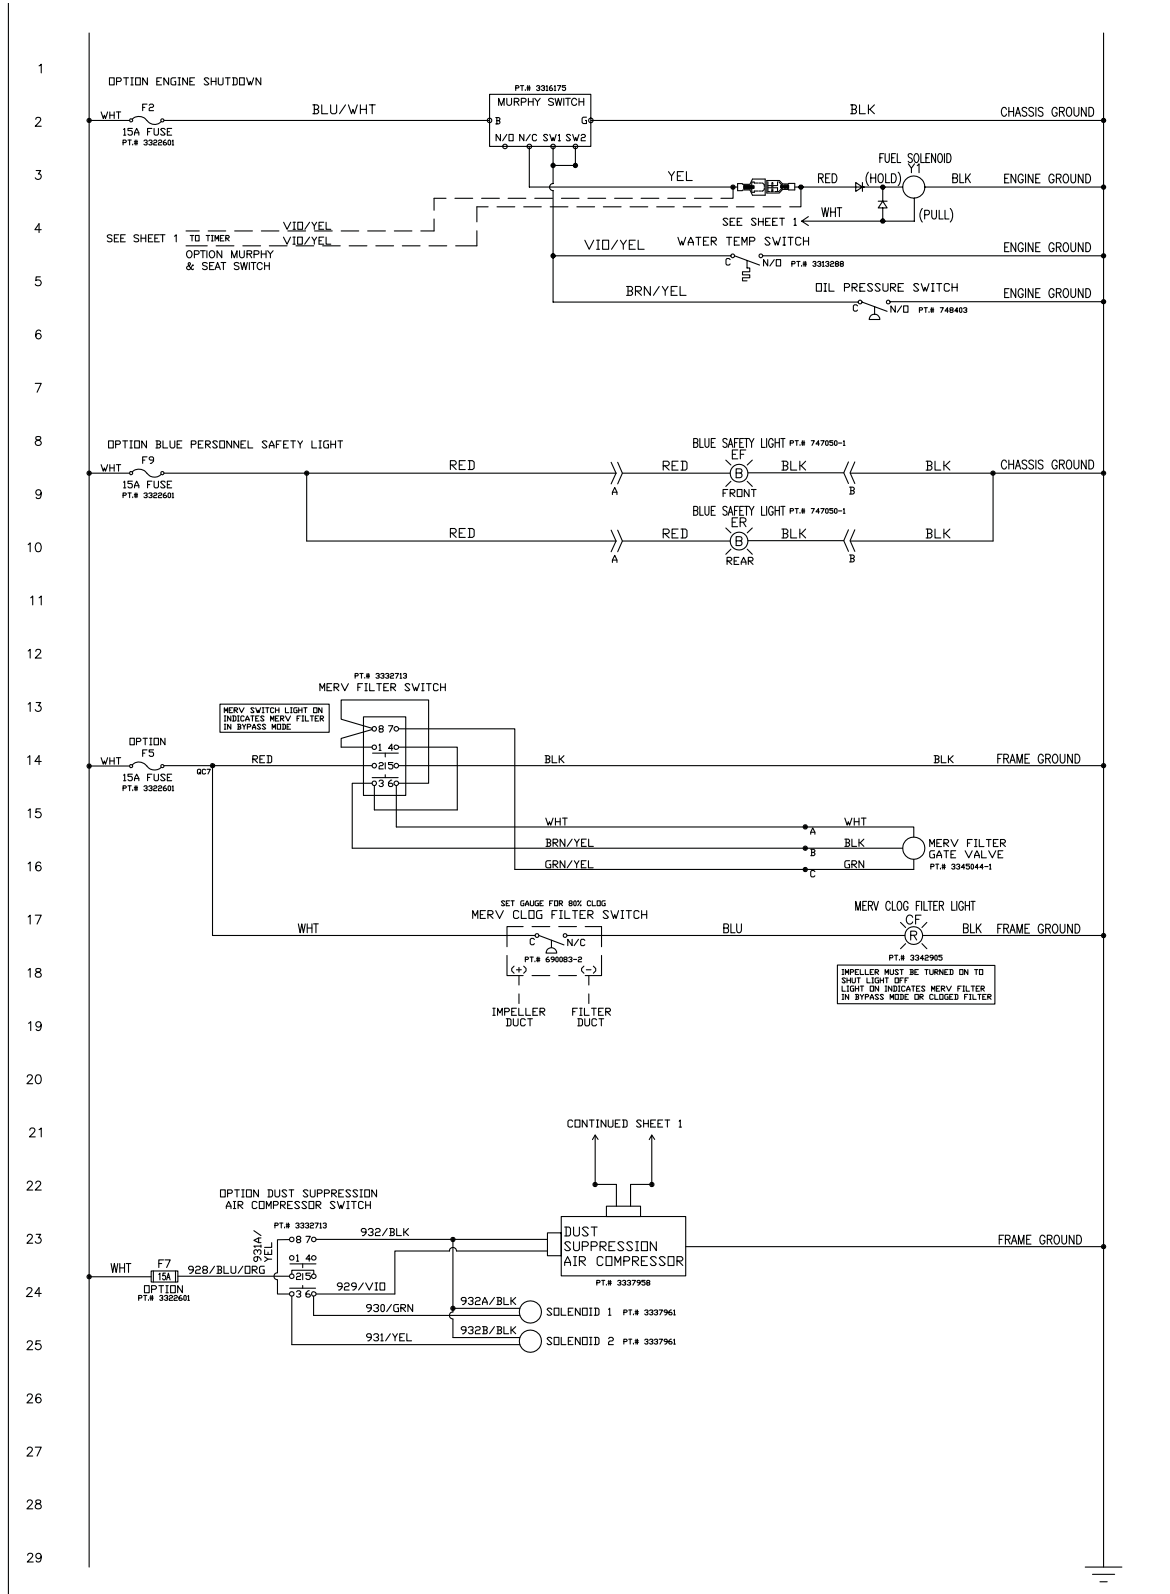 1
OPTION ENGINE SHUTDOWN
PT.# 3316175
MURPHY SWITCH
F2
WHT
BLU/WHT
B
G
BLK
CHASSIS GROUND
2
15A FUSE
PT.# 3322601
N/O N/C SW1 SW2
FUEL SOLENOID
Y1
3
YEL
RED
(HOLD)
BLK
ENGINE GROUND
WHT
(PULL)
SEE SHEET 1
4
VIO/YEL
SEE SHEET 1
TO TIMER
VIO/YEL
OPTION MURPHY
& SEAT SWITCH
VIO/YEL
WATER TEMP SWITCH
ENGINE GROUND
C
N/O
PT.# 3313288
5
BRN/YEL
OIL PRESSURE SWITCH
ENGINE GROUND
C
N/O
PT.# 748403
6
7
8
OPTION BLUE PERSONNEL SAFETY LIGHT
BLUE SAFETY LIGHT PT.# 747050-1
F9
EF
WHT
RED
RED
B
BLK
BLK
CHASSIS GROUND
15A FUSE
PT.# 3322601
A
FRONT
B
9
BLUE SAFETY LIGHT PT.# 747050-1
ER
RED
RED
B
BLK
BLK
10
A
REAR
B
11
12
PT.# 3332713
MERV FILTER SWITCH
13
MERV SWITCH LIGHT ON
INDICATES MERV FILTER
IN BYPASS MODE
8 7
1 4
OPTION
F5
14
WHT
RED
2 5
BLK
BLK
FRAME GROUND
QC7
15A FUSE
PT.# 3322601
3 6
15
WHT
A
WHT
BRN/YEL
B
BLK
MERV FILTER
GATE VALVE
PT.# 3345044-1
16
GRN/YEL
C
GRN
SET GAUGE FOR 80% CLOG
MERV CLOG FILTER SWITCH
MERV CLOG FILTER LIGHT
17
CF
WHT
C
N/C
BLU
R
BLK
FRAME GROUND
PT.# 690083-2
PT.# 3342905
18
(+)
(-)
IMPELLER MUST BE TURNED ON TO
SHUT LIGHT OFF
LIGHT ON INDICATES MERV FILTER
IN BYPASS MODE OR CLOGED FILTER
IMPELLER
DUCT
FILTER
DUCT
19
20
21
CONTINUED SHEET 1
22
OPTION DUST SUPPRESSION
AIR COMPRESSOR SWITCH
PT.# 3332713
23
931A/
YEL
8 7
932/BLK
DUST
SUPPRESSION
AIR COMPRESSOR
FRAME GROUND
1 4
WHT
F7
15A
928/BLU/ORG
2 5
PT.# 3337958
24
OPTION
PT.# 3322601
3 6
929/VIO
930/GRN
932A/BLK
SOLENOID 1 PT.# 3337961
931/YEL
932B/BLK
SOLENOID 2 PT.# 3337961
25
26
27
28
29